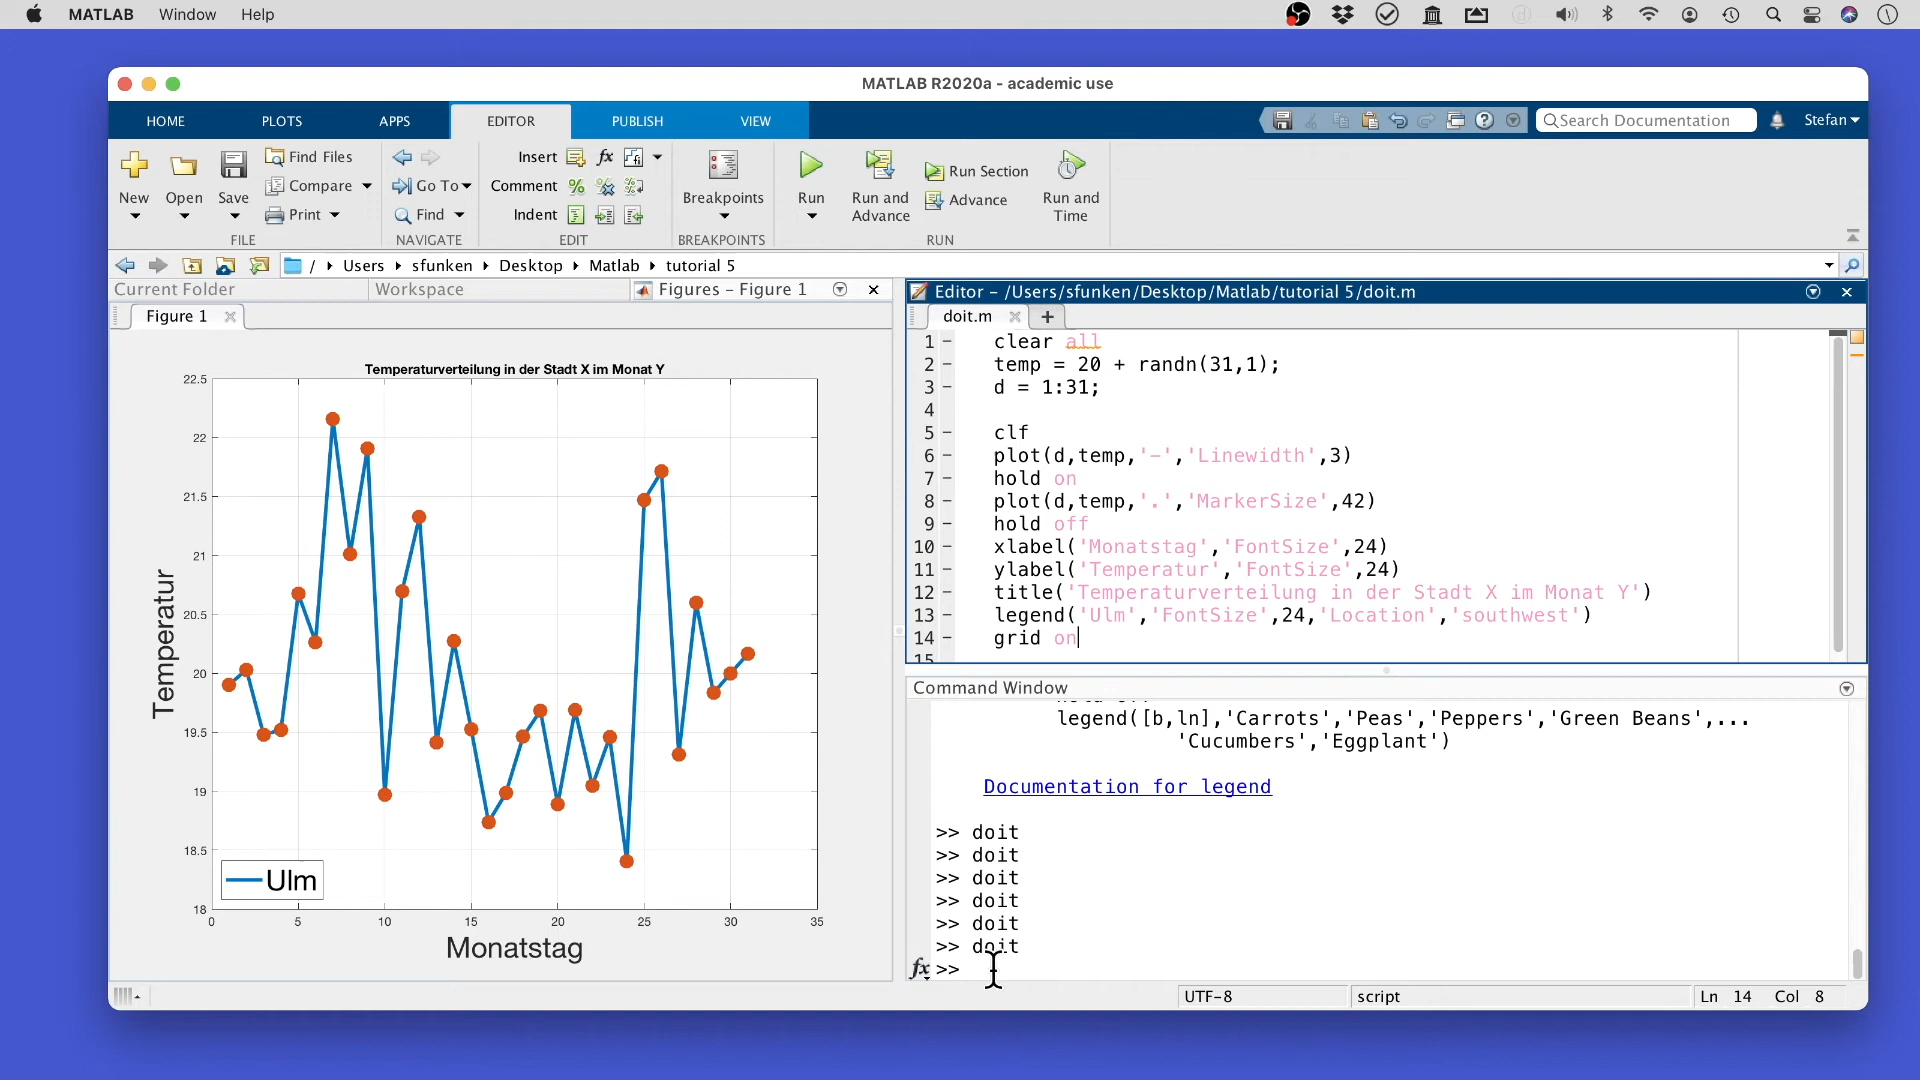 MATLAB Window Help
MATLAB R2020a - academic use
HOME PLOTS APPS EDITOR PUBLISH VIEW
Search Documentation
Stefan
New
Open
Save
Find Files
Compare
Print
FILE
Go To
Find
NAVIGATE
Insert
Comment
Indent
EDIT
Breakpoints
BREAKPOINTS
Run
Run and
Advance
Run Section
Advance
Run and
Time
RUN
/ Users sfunken Desktop Matlab tutorial 5
Current Folder
Workspace
Figures – Figure 1
Figure 1
Temperaturverteilung in der Stadt X im Monat Y
22.5
22
21.5
21
20.5
20
19.5
19
18.5
18
Temperatur
Ulm
0 5 10 15 20 25 30 35
Monatstag
Editor – /Users/sfunken/Desktop/Matlab/tutorial 5/doit.m
doit.m
1 – clear all
2 – temp = 20 + randn(31,1);
3 – d = 1:31;
4
5 – clf
6 – plot(d,temp,'-','Linewidth',3)
7 – hold on
8 – plot(d,temp,'.','MarkerSize',42)
9 – hold off
10 – xlabel('Monatstag','FontSize',24)
11 – ylabel('Temperatur','FontSize',24)
12 – title('Temperaturverteilung in der Stadt X im Monat Y')
13 – legend('Ulm','FontSize',24,'Location','southwest')
14 – grid on
15
Command Window
legend([b,ln],'Carrots','Peas','Peppers','Green Beans',...
'Cucumbers','Eggplant')
Documentation for legend
>> doit
>> doit
>> doit
>> doit
>> doit
>> doit
fx >>
UTF-8 script Ln 14 Col 8